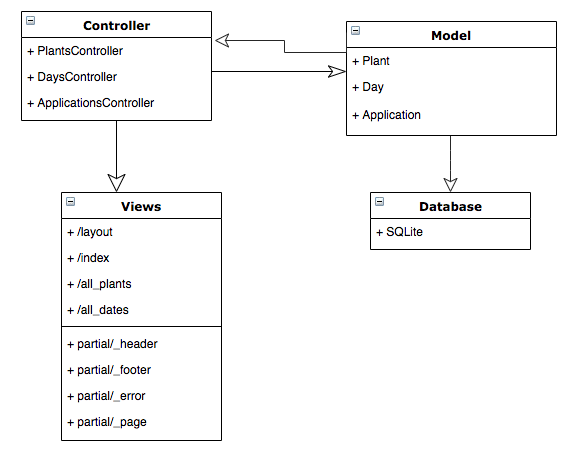 Controller
+ PlantsController
+ DaysController
+ ApplicationsController
Model
+ Plant
+ Day
+ Application
Views
+ /layout
+ /index
+ /all_plants
+ /all_dates
+ partial/_header
+ partial/_footer
+ partial/_error
+ partial/_page
Database
+ SQLite